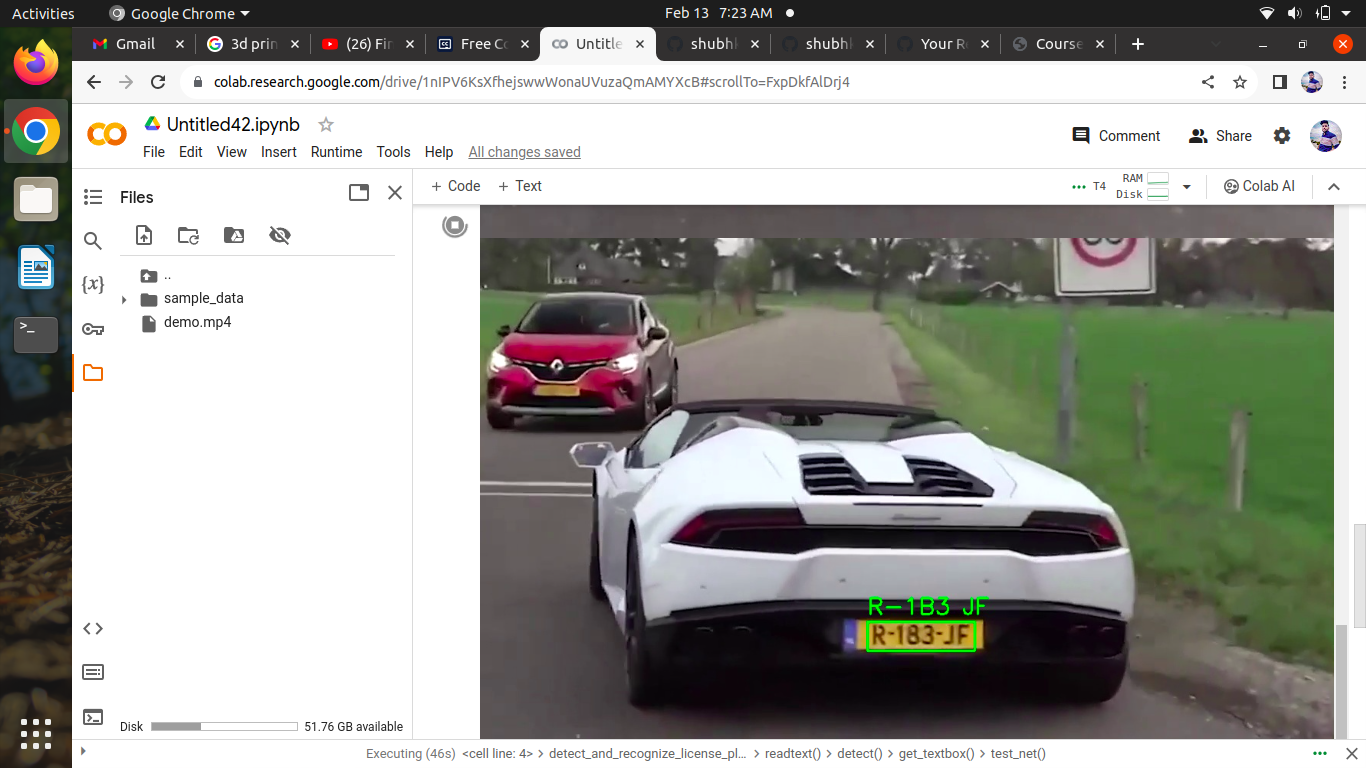 Activities Google Chrome Feb 13 7:23 AM
Gmail 3d prin (26) Fir Free Co Untitle shubhl shubhl Your Re Course
colab.research.google.com/drive/1nIPV6KsXfhejswwWonaUVuzaQmAMYXcB#scrollTo=FxpDkfAlDrj4
Untitled42.ipynb
File Edit View Insert Runtime Tools Help All changes saved
Comment Share
Files
+ Code + Text
T4 RAM
Disk
Colab AI
{x}
..
sample_data
demo.mp4
R-1B3 JF
R-183-JF
Disk 51.76 GB available
Executing (46s) <cell line: 4> > detect_and_recognize_license_pl... > readtext() > detect() > get_textbox() > test_net()